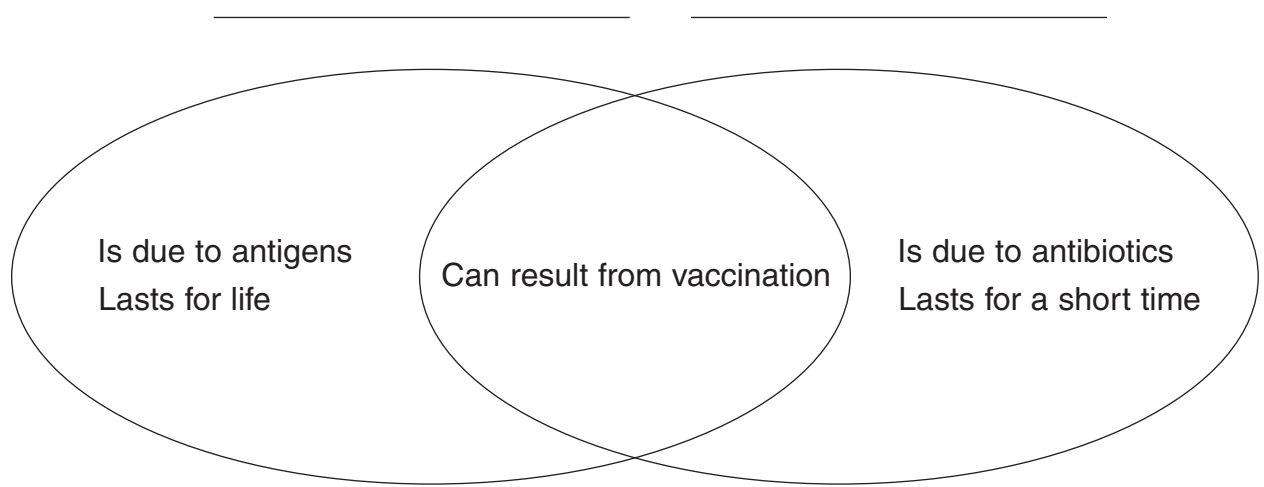 Is due to antigens
Lasts for life
Can result from vaccination
Is due to antibiotics
Lasts for a short time